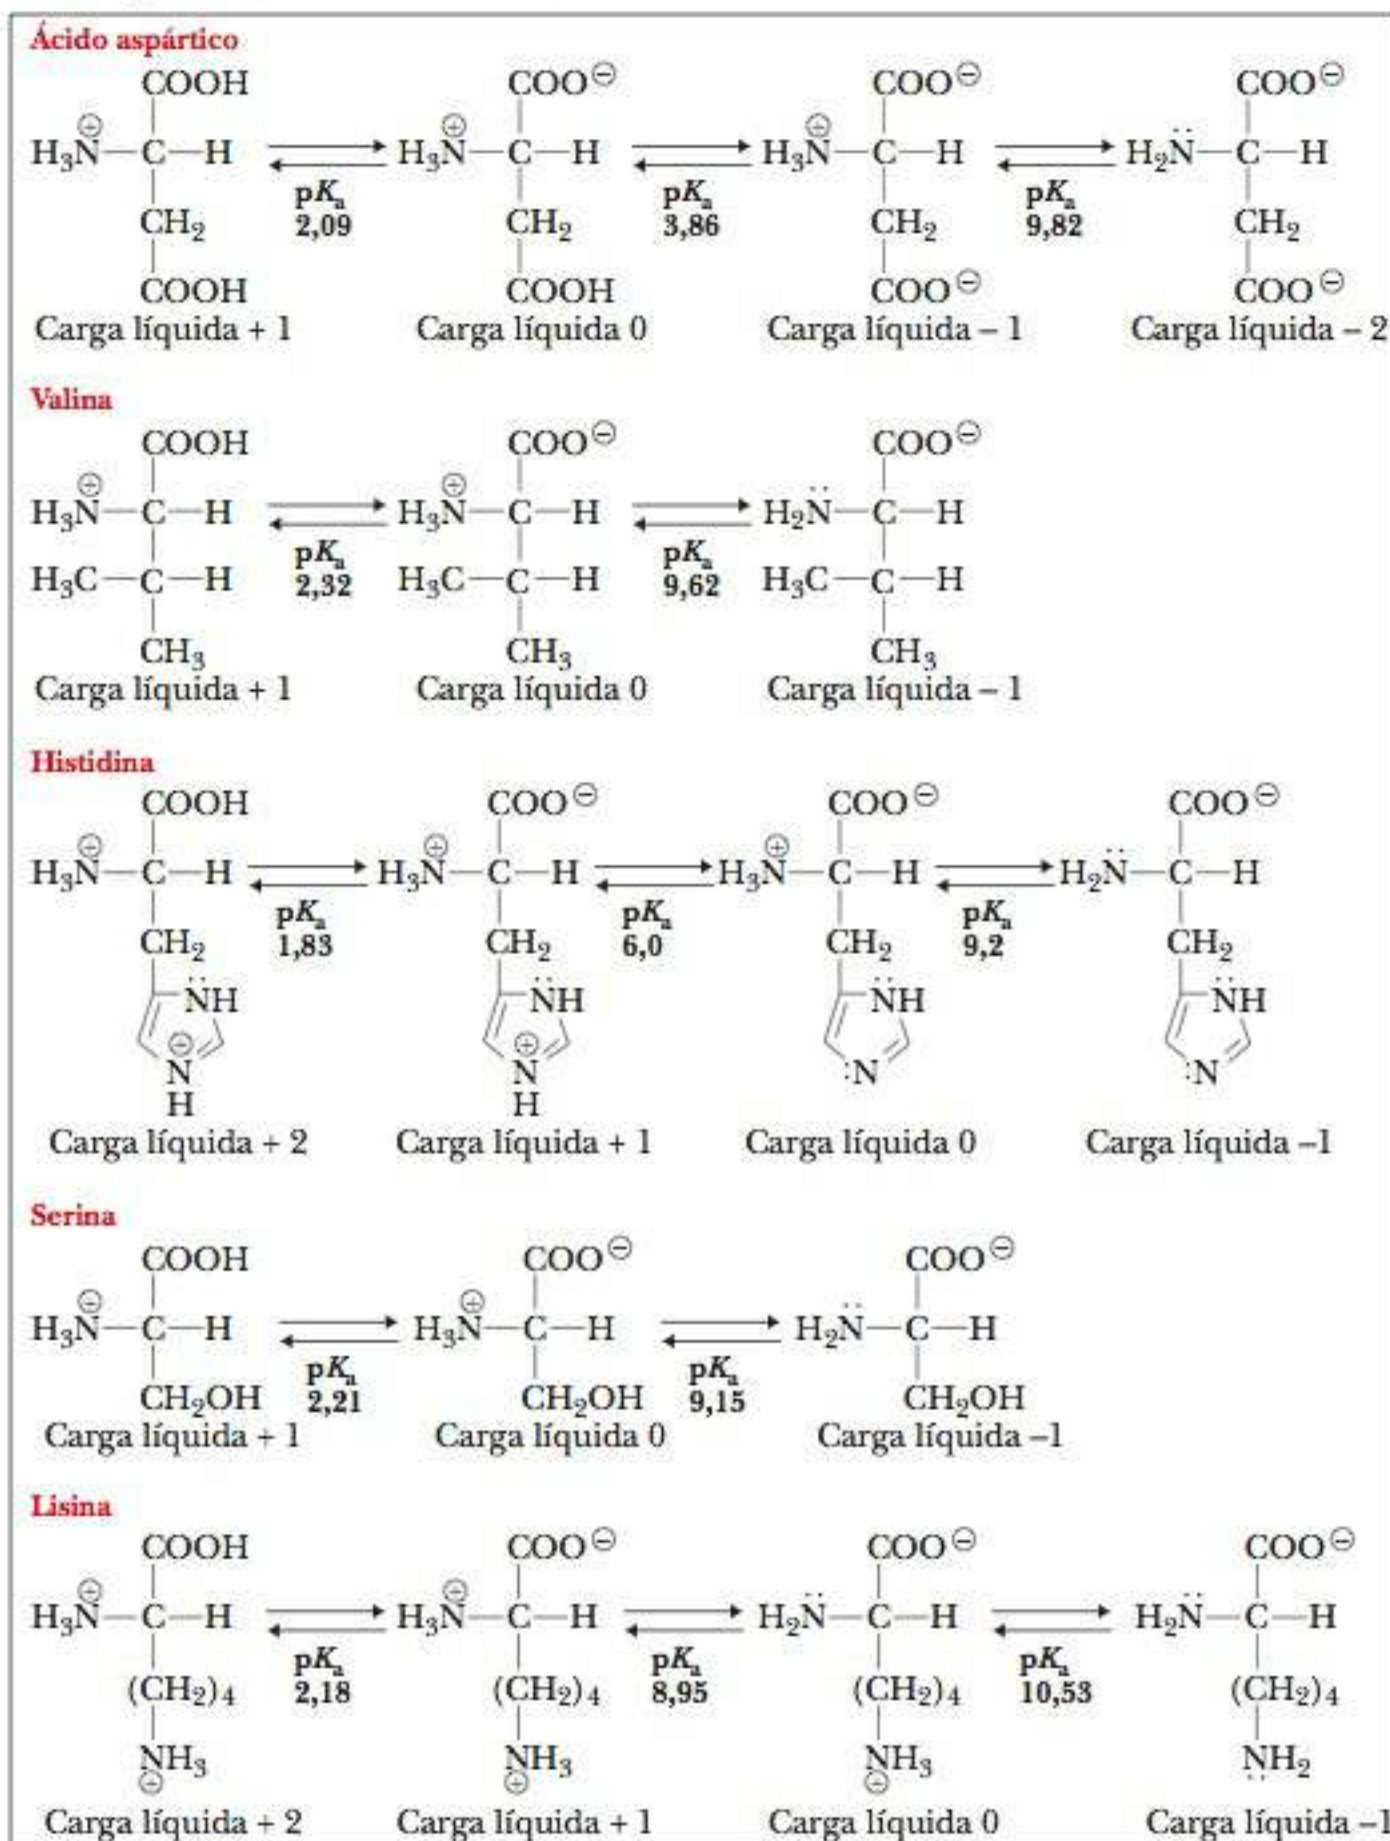 Ácido aspártico
COOH COO⊖ COO⊖ COO⊖
H₃N⊕—C—H H₃N⊕—C—H H₃N⊕—C—H H₂N̈—C—H
pKₐ pKₐ pKₐ
2,09 3,86 9,82
CH₂ CH₂ CH₂ CH₂
COOH COOH COO⊖ COO⊖
Carga líquida + 1 Carga líquida 0 Carga líquida – 1 Carga líquida – 2
Valina
COOH COO⊖ COO⊖
H₃N⊕—C—H H₃N⊕—C—H H₂N̈—C—H
pKₐ pKₐ
2,32 9,62
H₃C—C—H H₃C—C—H H₃C—C—H
CH₃ CH₃ CH₃
Carga líquida + 1 Carga líquida 0 Carga líquida – 1
Histidina
COOH COO⊖ COO⊖ COO⊖
H₃N⊕—C—H H₃N⊕—C—H H₃N⊕—C—H H₂N̈—C—H
pKₐ pKₐ pKₐ
1,83 6,0 9,2
CH₂ CH₂ CH₂ CH₂
N̈H N̈H N̈H N̈H
⊕N ⊕N :N :N
H H
Carga líquida + 2 Carga líquida + 1 Carga líquida 0 Carga líquida –1
Serina
COOH COO⊖ COO⊖
H₃N⊕—C—H H₃N⊕—C—H H₂N̈—C—H
pKₐ pKₐ
2,21 9,15
CH₂OH CH₂OH CH₂OH
Carga líquida + 1 Carga líquida 0 Carga líquida –1
Lisina
COOH COO⊖ COO⊖ COO⊖
H₃N⊕—C—H H₃N⊕—C—H H₂N̈—C—H H₂N̈—C—H
pKₐ pKₐ pKₐ
2,18 8,95 10,53
(CH₂)₄ (CH₂)₄ (CH₂)₄ (CH₂)₄
NH₃⊕ NH₃⊕ NH₃⊕ N̤H₂
Carga líquida + 2 Carga líquida + 1 Carga líquida 0 Carga líquida –1